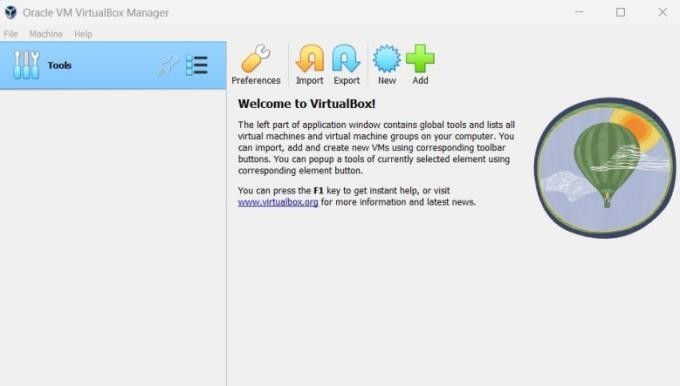 Oracle VM VirtualBox Manager
File Machine Help
Tools
Preferences Import Export New Add
Welcome to VirtualBox!
The left part of application window contains global tools and lists all
virtual machines and virtual machine groups on your computer. You
can import, add and create new VMs using corresponding toolbar
buttons. You can popup a tools of currently selected element using
corresponding element button.
You can press the F1 key to get instant help, or visit
www.virtualbox.org for more information and latest news.